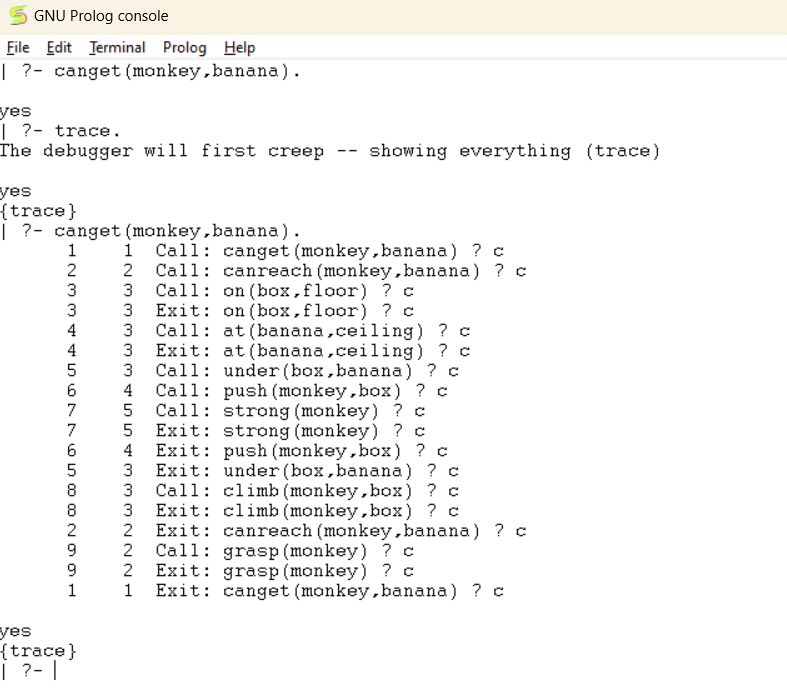 GNU Prolog console
File Edit Terminal Prolog Help
| ?- canget(monkey,banana).
yes
| ?- trace.
The debugger will first creep -- showing everything (trace)
yes
{trace}
| ?- canget(monkey,banana).
1 1 Call: canget(monkey,banana) ? c
2 2 Call: canreach(monkey,banana) ? c
3 3 Call: on(box,floor) ? c
3 3 Exit: on(box,floor) ? c
4 3 Call: at(banana,ceiling) ? c
4 3 Exit: at(banana,ceiling) ? c
5 3 Call: under(box,banana) ? c
6 4 Call: push(monkey,box) ? c
7 5 Call: strong(monkey) ? c
7 5 Exit: strong(monkey) ? c
6 4 Exit: push(monkey,box) ? c
5 3 Exit: under(box,banana) ? c
8 3 Call: climb(monkey,box) ? c
8 3 Exit: climb(monkey,box) ? c
2 2 Exit: canreach(monkey,banana) ? c
9 2 Call: grasp(monkey) ? c
9 2 Exit: grasp(monkey) ? c
1 1 Exit: canget(monkey,banana) ? c
yes
{trace}
| ?- |